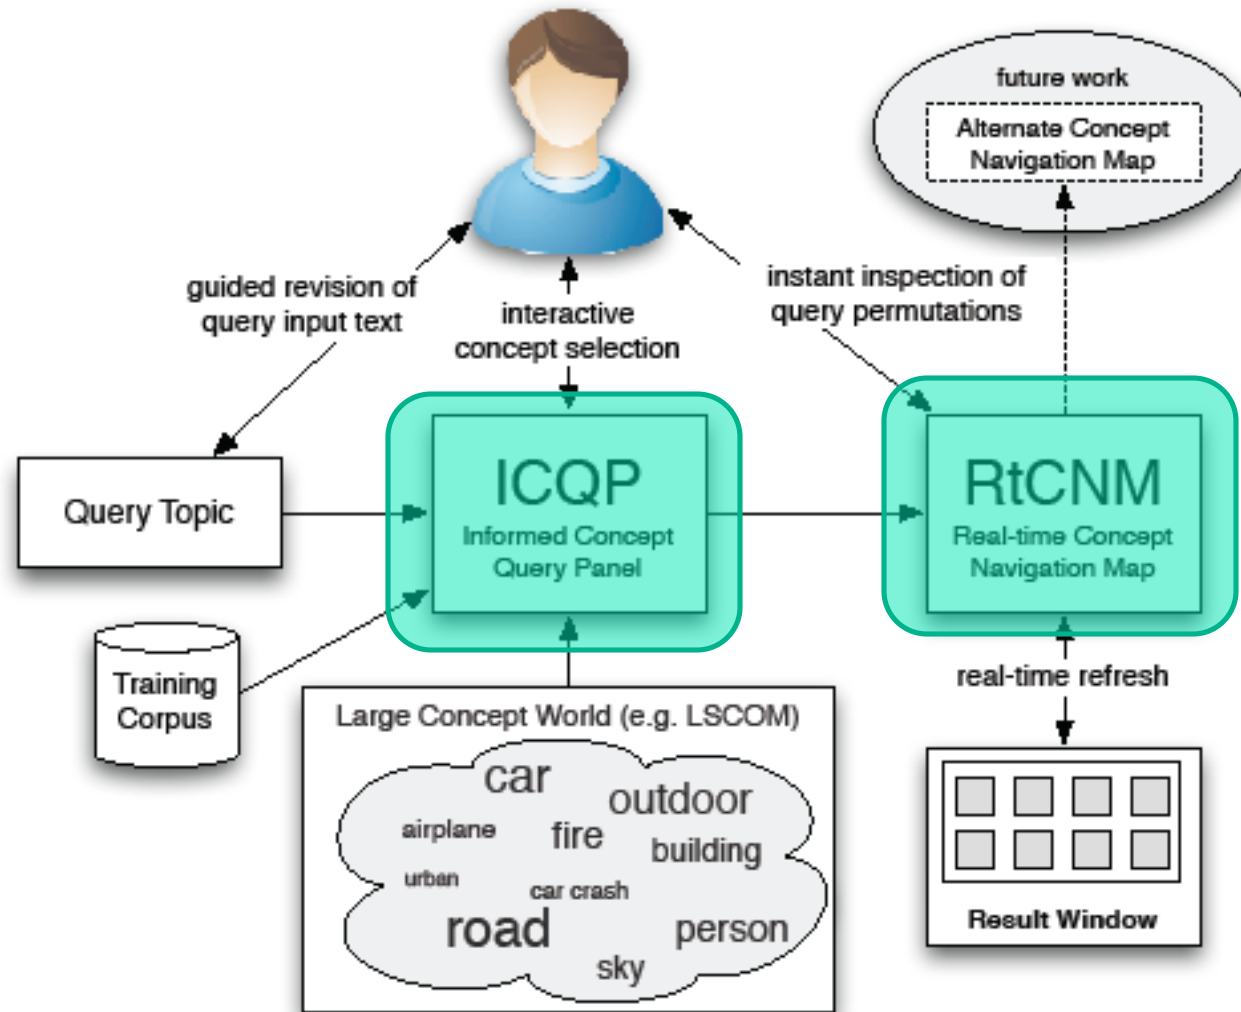 future work
Alternate Concept
Navigation Map
guided revision of
query input text
interactive
concept selection
instant inspection of
query permutations
Query Topic
ICQP
Informed Concept
Query Panel
RtCNM
Real-time Concept
Navigation Map
Training
Corpus
real-time refresh
Large Concept World (e.g. LSCOM)
car
outdoor
airplane
fire
building
urban
car crash
road
person
sky
Result Window